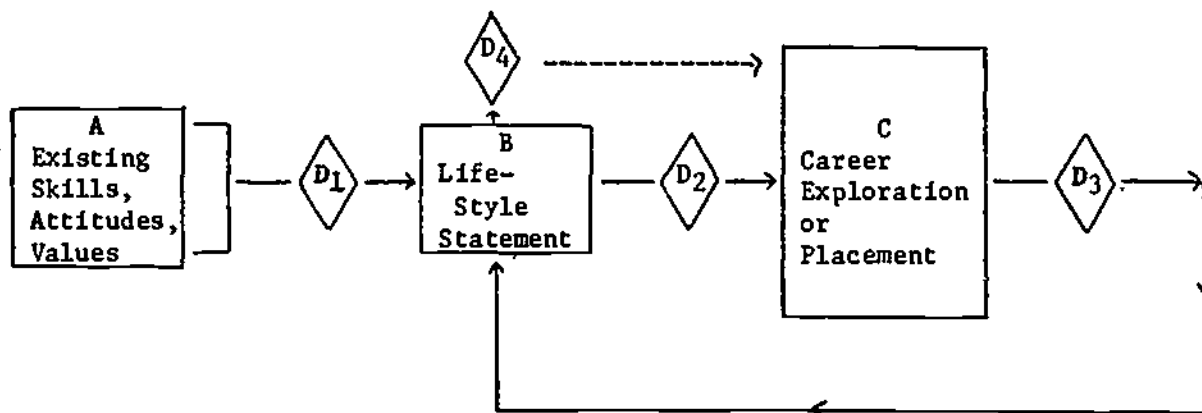 D4
A
Existing
Skills,
Attitudes,
Values
D1
B
Life-
Style
Statement
D2
C
Career
Exploration
or
Placement
D3